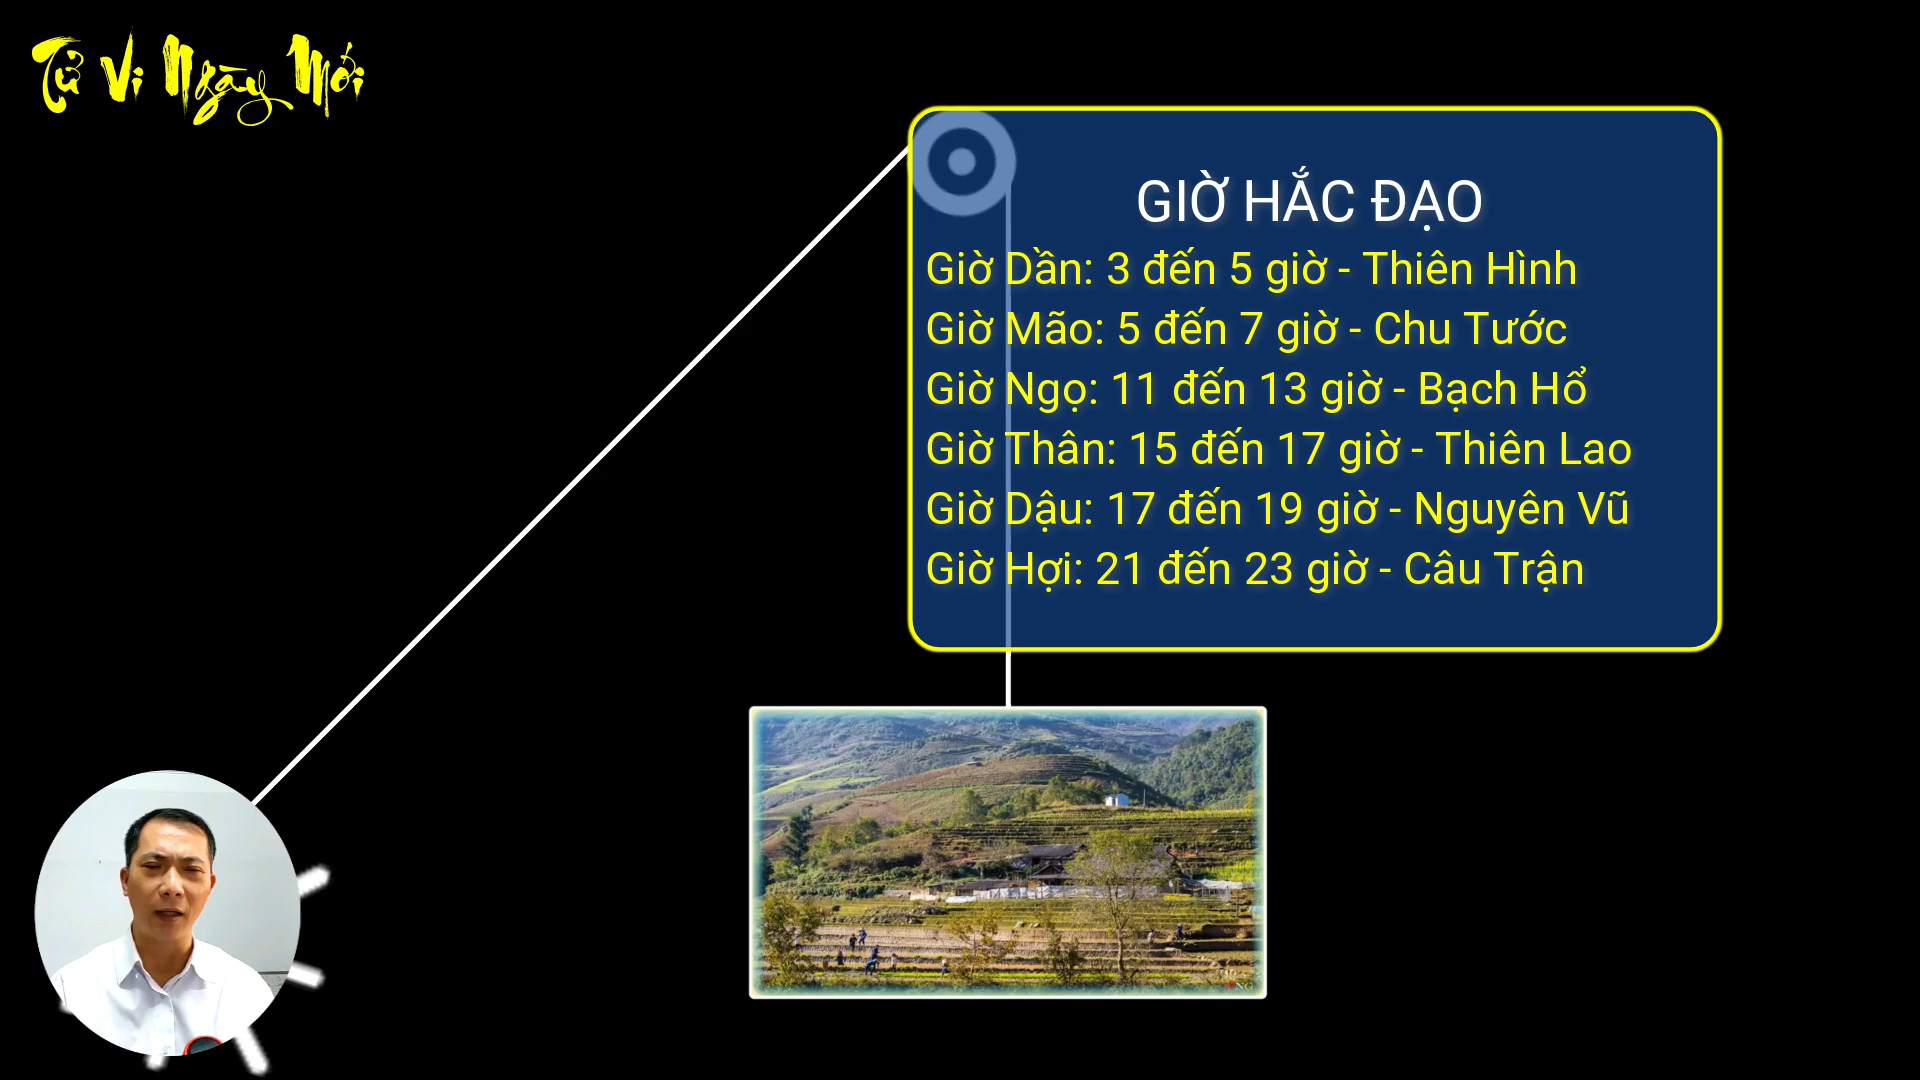 Tử Vi Ngày Mới
GIỜ HẮC ĐẠO
Giờ Dần: 3 đến 5 giờ - Thiên Hình
Giờ Mão: 5 đến 7 giờ - Chu Tước
Giờ Ngọ: 11 đến 13 giờ - Bạch Hổ
Giờ Thân: 15 đến 17 giờ - Thiên Lao
Giờ Dậu: 17 đến 19 giờ - Nguyên Vũ
Giờ Hợi: 21 đến 23 giờ - Câu Trận